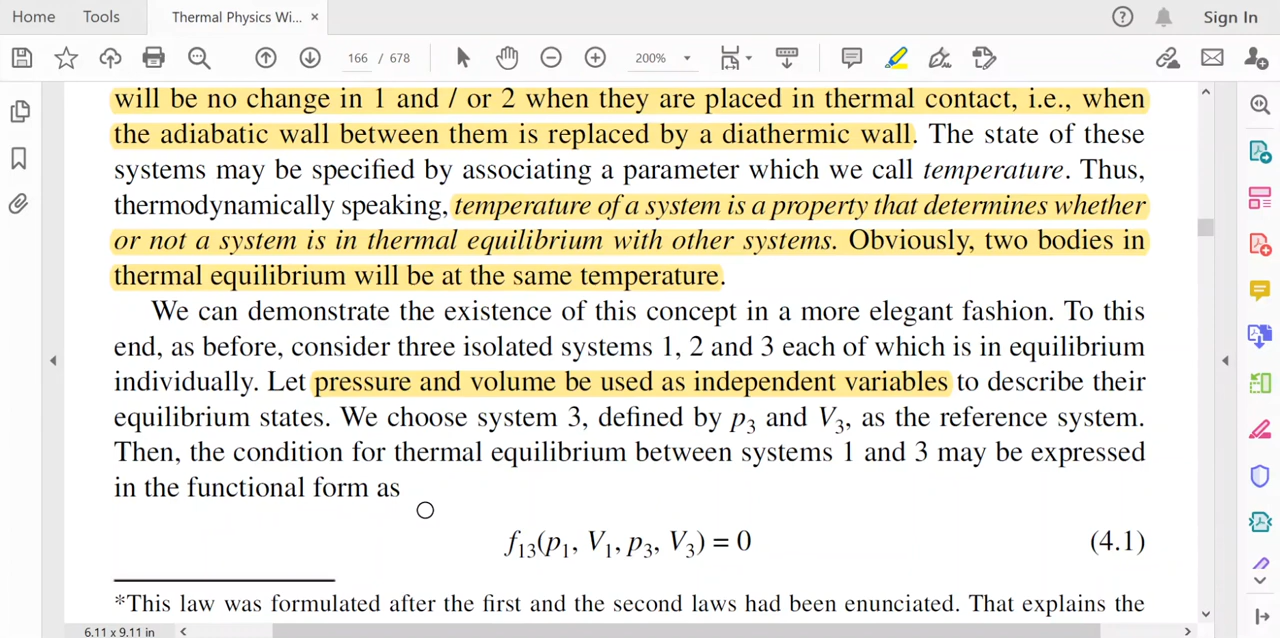 Home Tools Thermal Physics Wi... × Sign In
166 / 678 200%
will be no change in 1 and / or 2 when they are placed in thermal contact, i.e., when
the adiabatic wall between them is replaced by a diathermic wall. The state of these
systems may be specified by associating a parameter which we call temperature. Thus,
thermodynamically speaking, temperature of a system is a property that determines whether
or not a system is in thermal equilibrium with other systems. Obviously, two bodies in
thermal equilibrium will be at the same temperature.
We can demonstrate the existence of this concept in a more elegant fashion. To this
end, as before, consider three isolated systems 1, 2 and 3 each of which is in equilibrium
individually. Let pressure and volume be used as independent variables to describe their
equilibrium states. We choose system 3, defined by p₃ and V₃, as the reference system.
Then, the condition for thermal equilibrium between systems 1 and 3 may be expressed
in the functional form as
f₁₃(p₁, V₁, p₃, V₃) = 0 (4.1)
*This law was formulated after the first and the second laws had been enunciated. That explains the
6.11 x 9.11 in